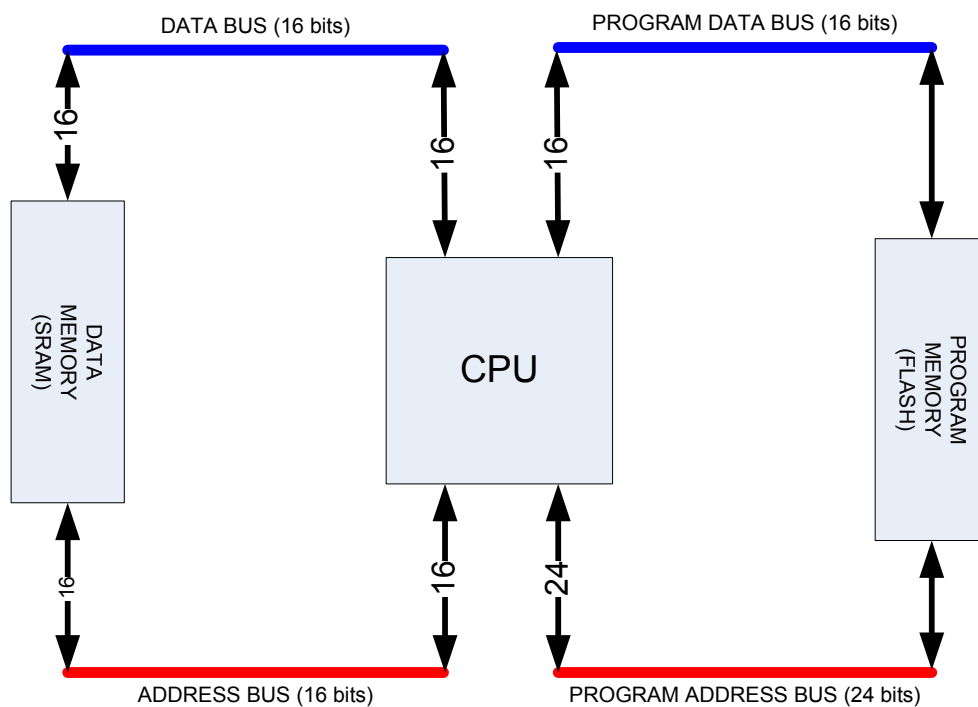 DATA BUS (16 bits)
PROGRAM DATA BUS (16 bits)
16
16
16
DATA
MEMORY
(SRAM)
CPU
PROGRAM
MEMORY
(FLASH)
16
16
24
ADDRESS BUS (16 bits)
PROGRAM ADDRESS BUS (24 bits)